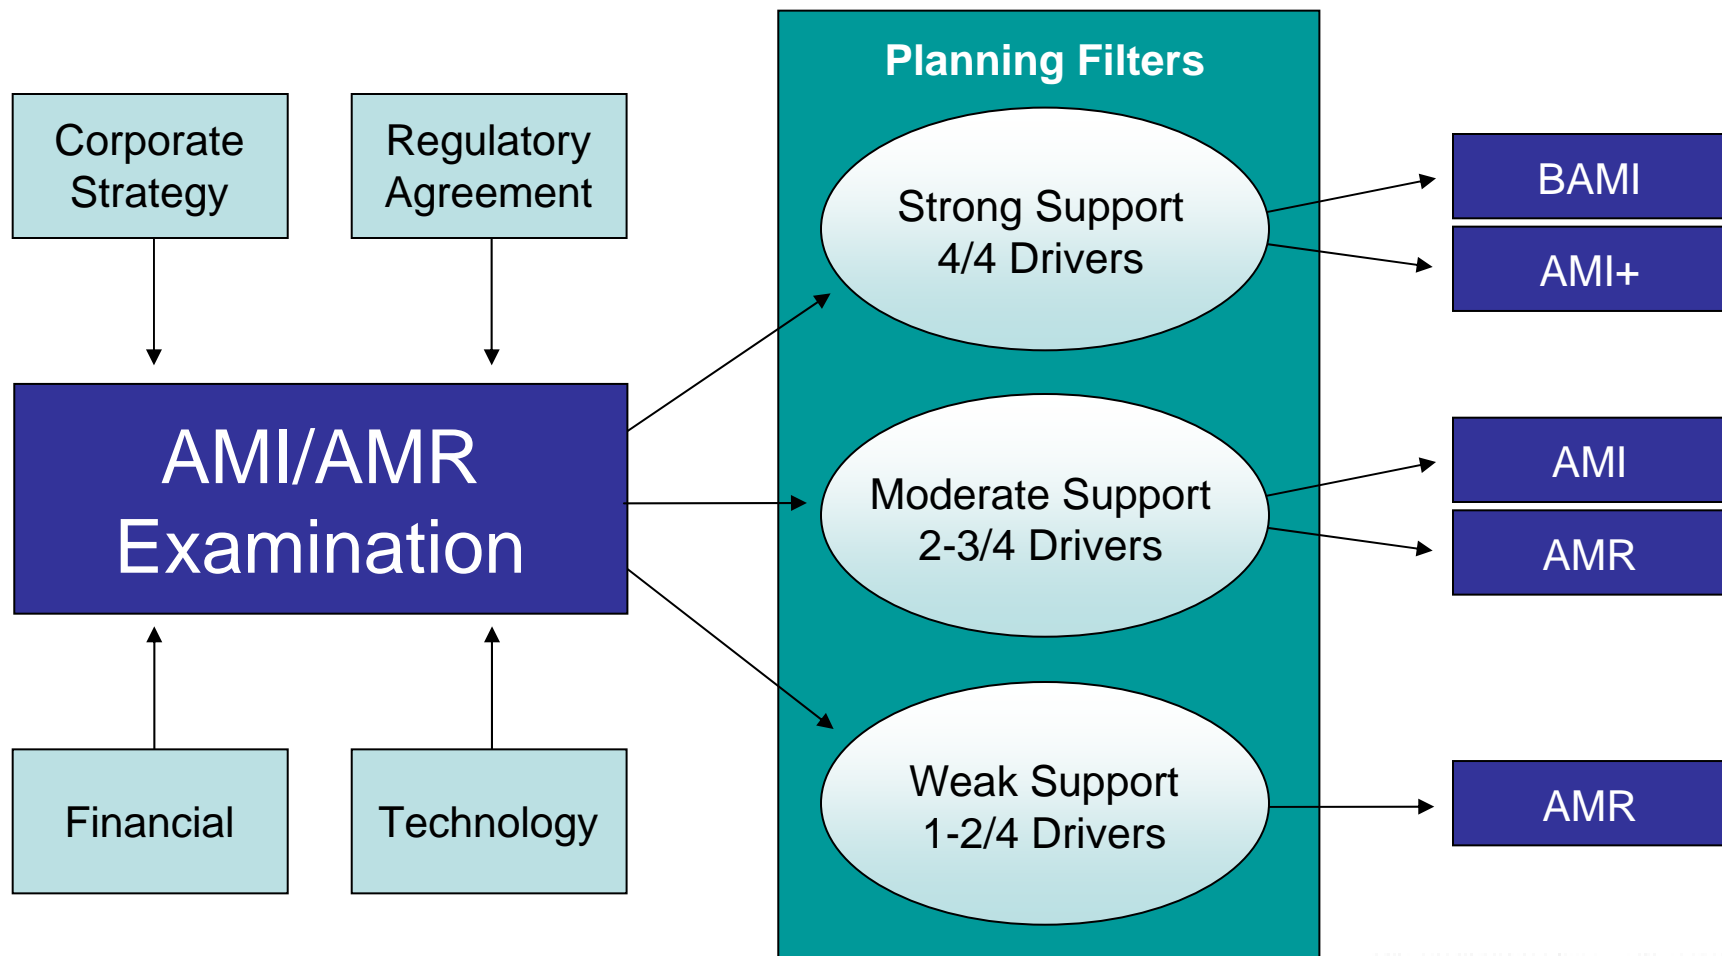 Planning Filters
Corporate
Strategy
Regulatory
Agreement
AMI/AMR
Examination
Financial
Technology
Strong Support
4/4 Drivers
Moderate Support
2-3/4 Drivers
Weak Support
1-2/4 Drivers
BAMI
AMI+
AMI
AMR
AMR